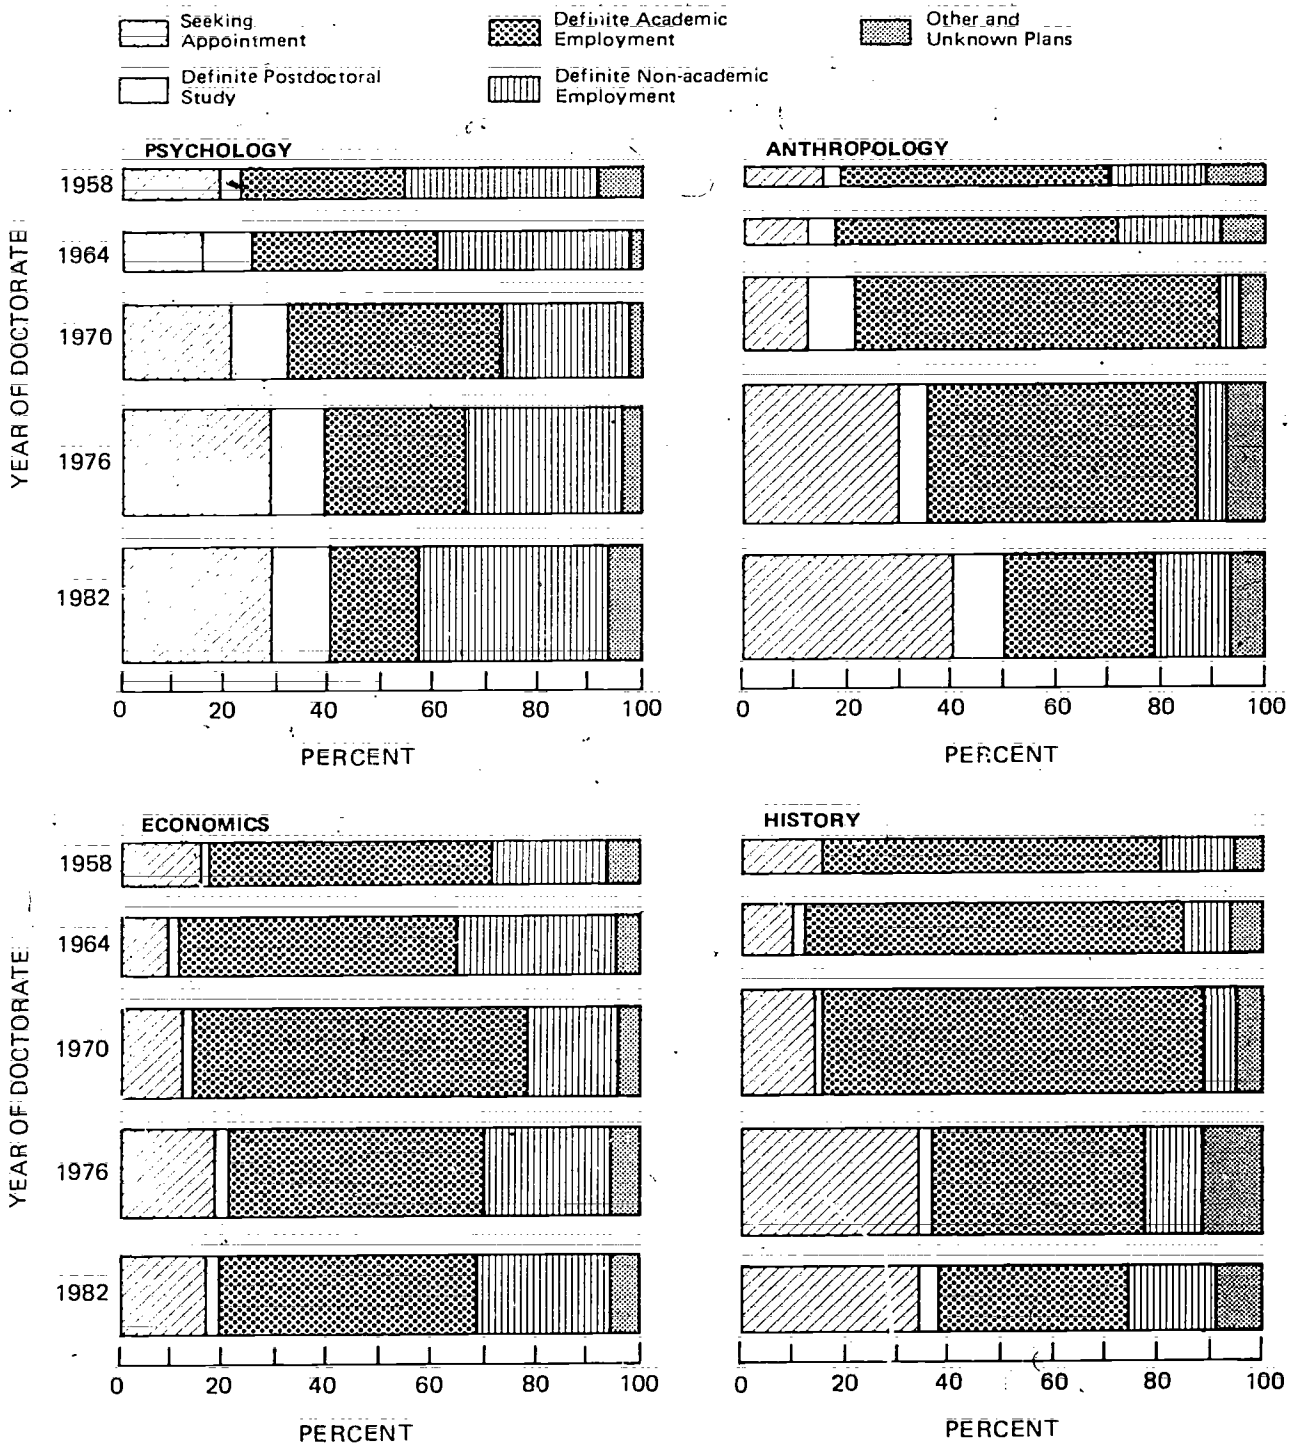 Seeking
Appointment
Definite Academic
Employment
Other and
Unknown Plans
Definite Postdoctoral
Study
Definite Non-academic
Employment
PSYCHOLOGY
ANTHROPOLOGY
YEAR OF DOCTORATE
1958
1964
1970
1976
1982
0 20 40 60 80 100
0 20 40 60 80 100
PERCENT
PERCENT
ECONOMICS
HISTORY
YEAR OF DOCTORATE
1958
1964
1970
1976
1982
0 20 40 60 80 100
0 20 40 60 80 100
PERCENT
PERCENT